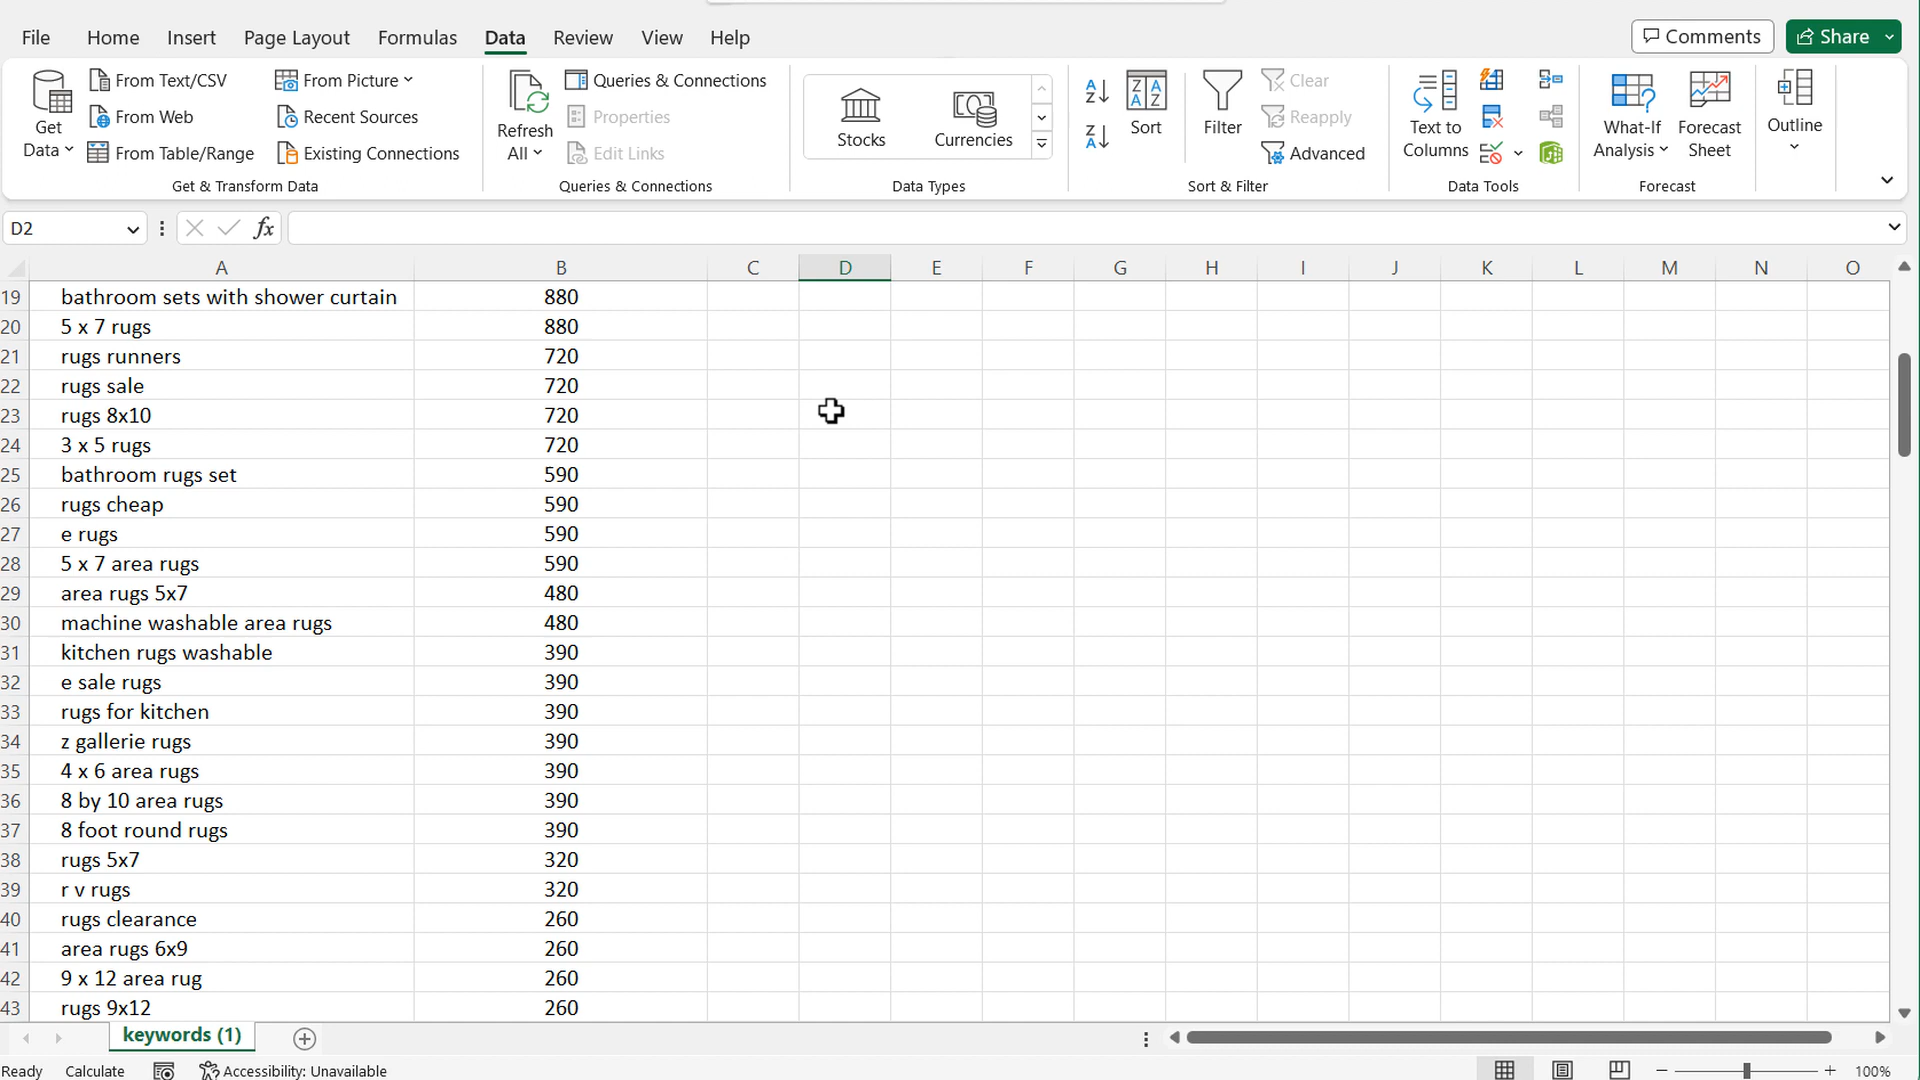 File Home Insert Page Layout Formulas Data Review View Help Comments Share
Get Data From Text/CSV From Web From Table/Range From Picture Recent Sources Existing Connections
Get & Transform Data
Refresh All Queries & Connections Properties Edit Links
Queries & Connections
Stocks Currencies
Data Types
Sort Filter Clear Reapply Advanced
Sort & Filter
Text to Columns
Data Tools
What-If Analysis Forecast Sheet
Forecast
Outline
D2 fx
A B C D E F G H I J K L M N O
19 bathroom sets with shower curtain 880
20 5 x 7 rugs 880
21 rugs runners 720
22 rugs sale 720
23 rugs 8x10 720
24 3 x 5 rugs 720
25 bathroom rugs set 590
26 rugs cheap 590
27 e rugs 590
28 5 x 7 area rugs 590
29 area rugs 5x7 480
30 machine washable area rugs 480
31 kitchen rugs washable 390
32 e sale rugs 390
33 rugs for kitchen 390
34 z gallerie rugs 390
35 4 x 6 area rugs 390
36 8 by 10 area rugs 390
37 8 foot round rugs 390
38 rugs 5x7 320
39 r v rugs 320
40 rugs clearance 260
41 area rugs 6x9 260
42 9 x 12 area rug 260
43 rugs 9x12 260
keywords (1)
Ready Calculate Accessibility: Unavailable 100%